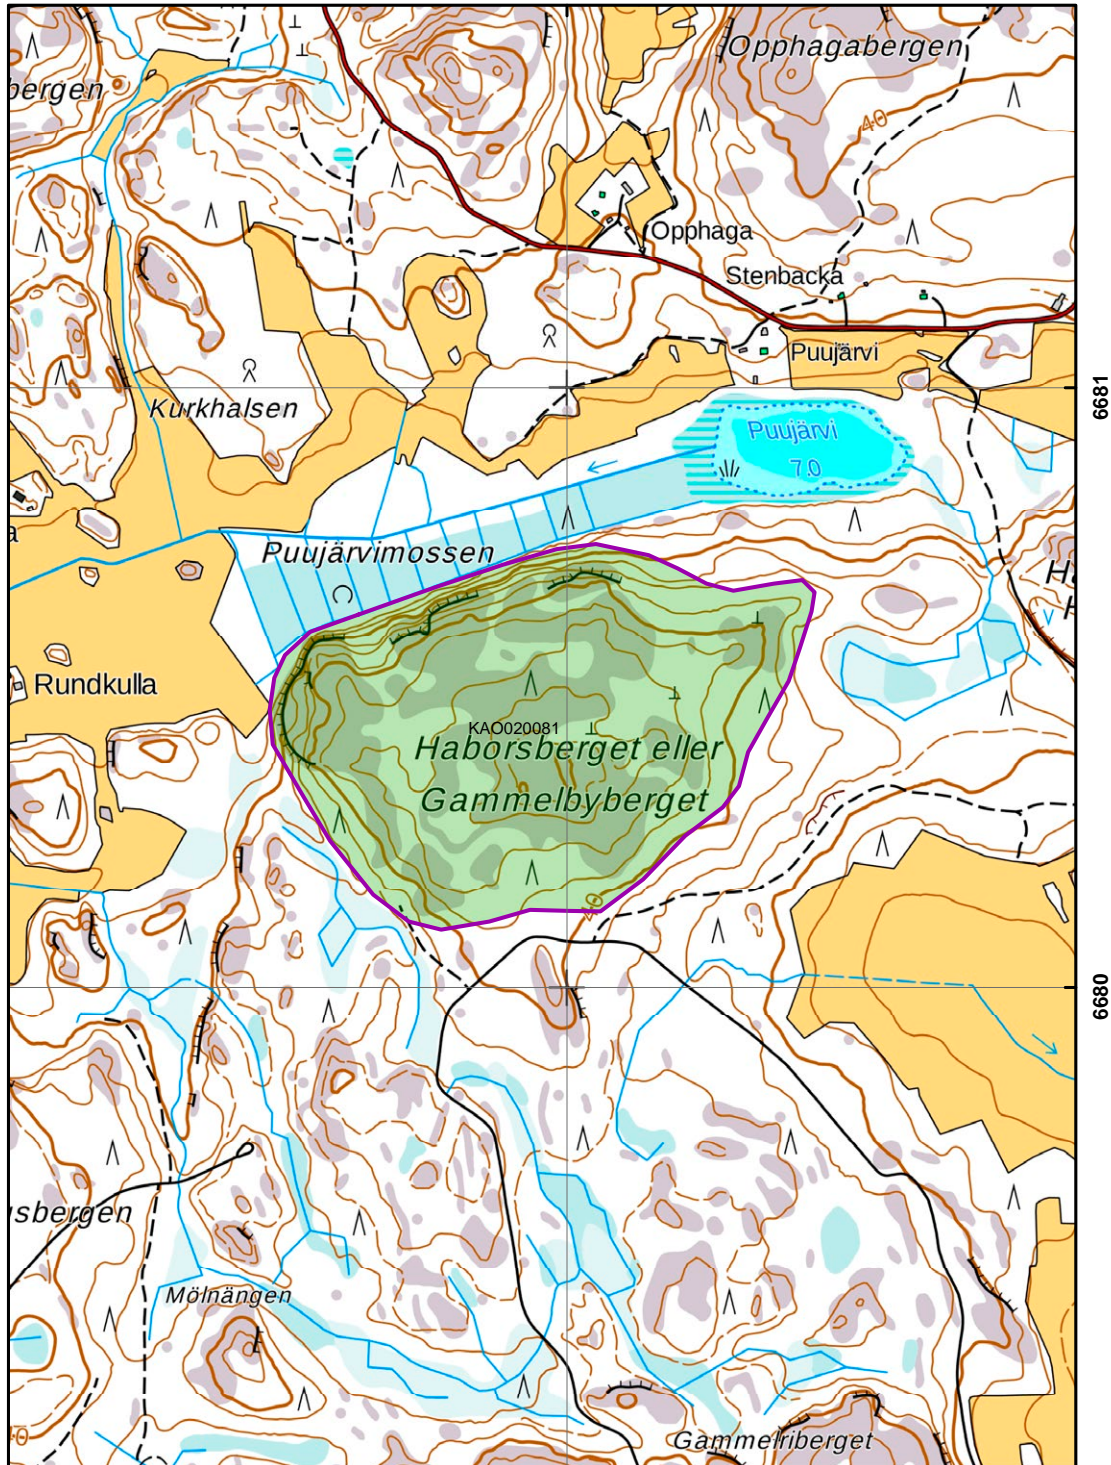 Opphagabergen
bergen
40
Opphaga
Stenbacka
Puujärvi
6681
Kurkhalsen
Puujärvi
7.0
a
Puujärvimossen
H
Rundkulla
KAO020081
Haborsberget eller
Gammelbyberget
40
6680
sbergen
Mölnängen
Gammelriberget